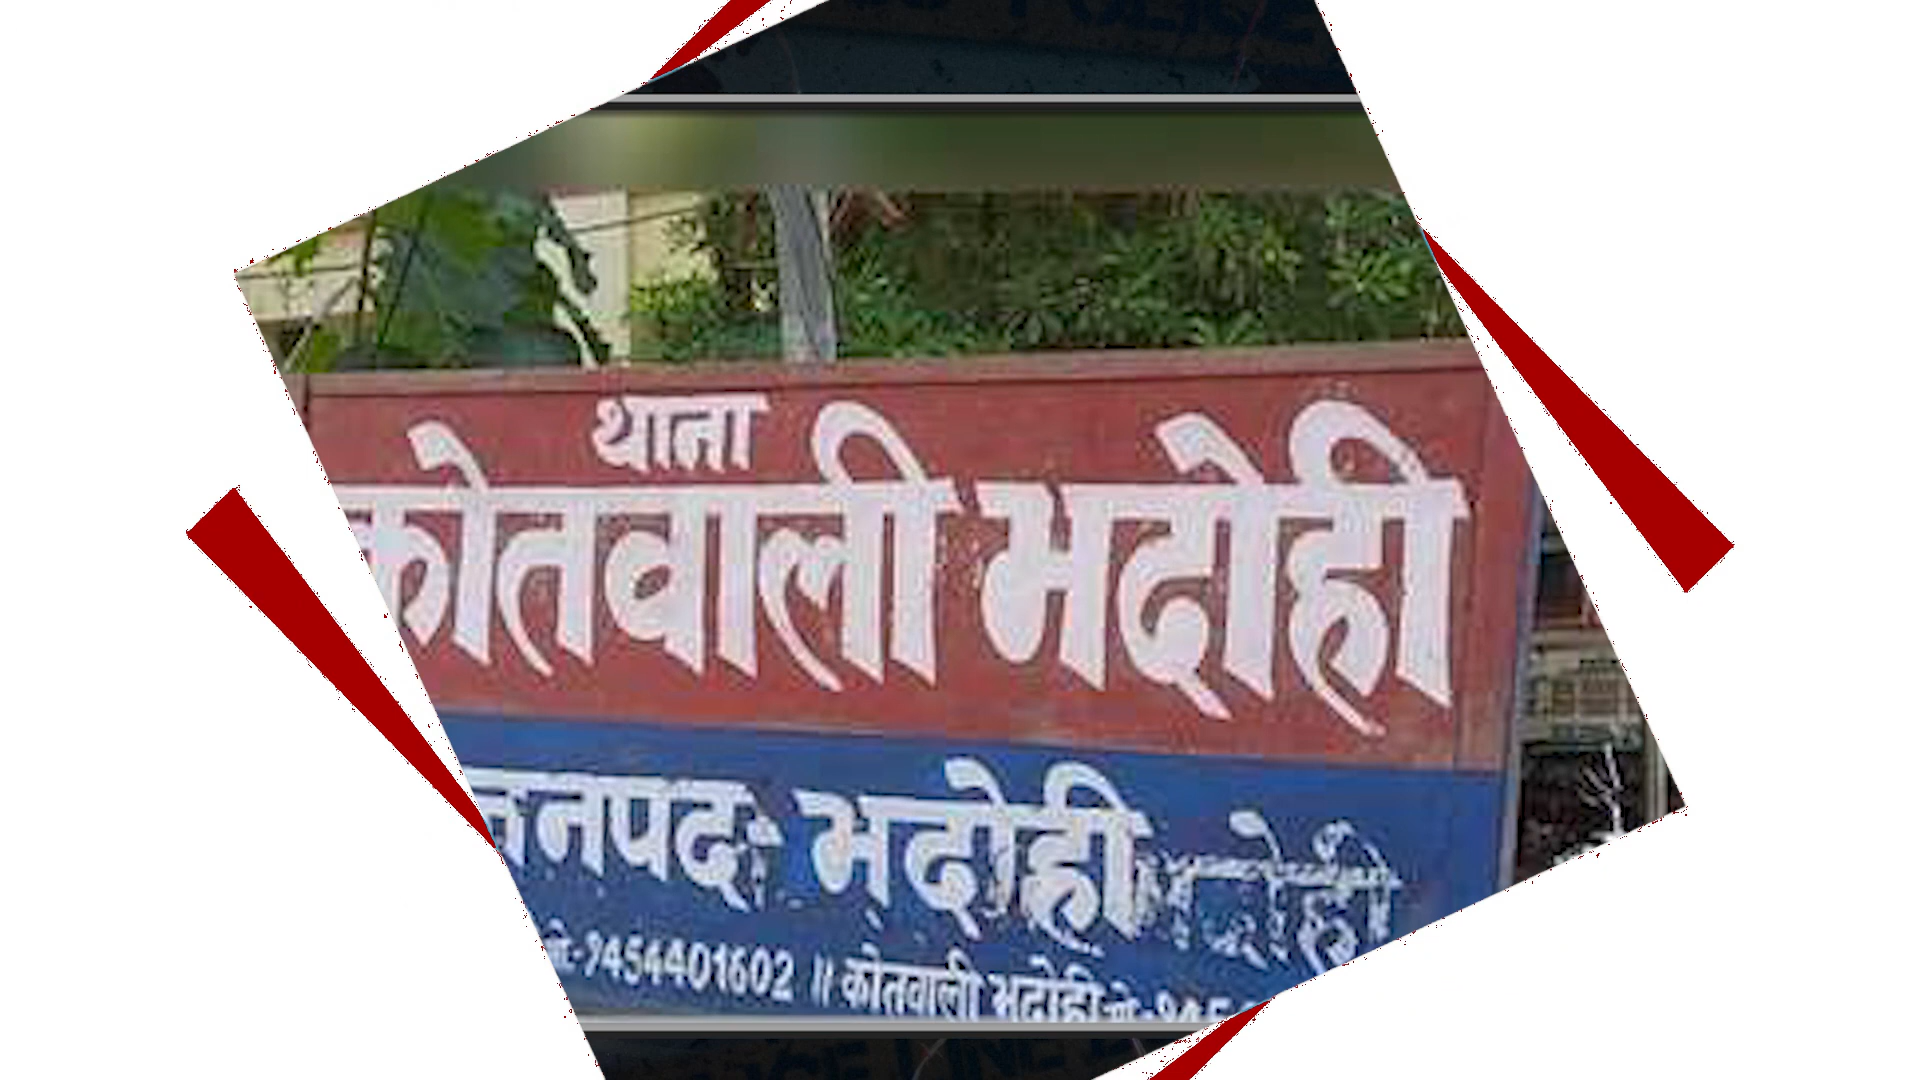 थाना
कोतवाली भदोही
जनपद: भदोही
9454401602 ॥ कोतवाली भदोही